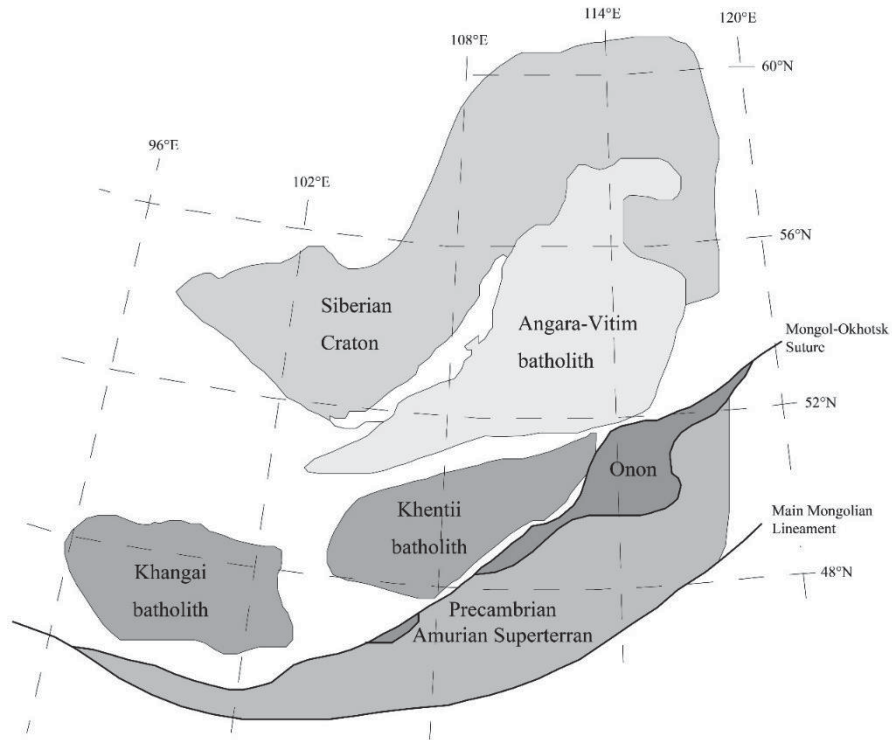 120°E
114°E
108°E
60°N
96°E
102°E
56°N
Siberian
Craton
Angara-Vitim
batholith
Mongol-Okhotsk
Suture
52°N
Onon
Khentii
batholith
Main Mongolian
Lineament
Khangai
batholith
48°N
Precambrian
Amurian Superterran